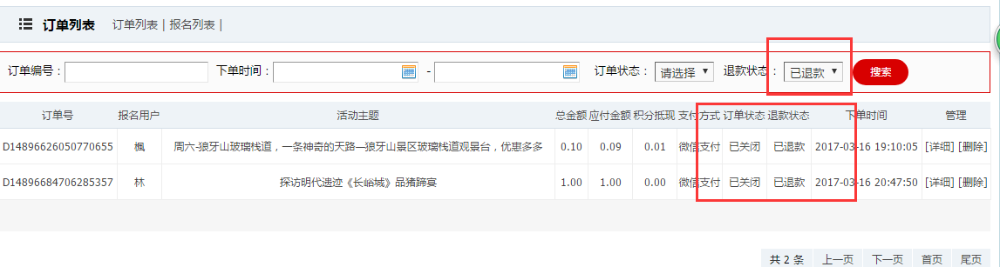 订单列表 订单列表 | 报名列表 |
订单编号： 下单时间： - 订单状态： 请选择 退款状态： 已退款 搜索
订单号 报名用户 活动主题 总金额 应付金额 积分抵现 支付方式 订单状态 退款状态 下单时间 管理
D14896626050770655 楓 周六-狼牙山玻璃栈道，一条神奇的天路—狼牙山景区玻璃栈道观景台，优惠多多 0.10 0.09 0.01 微信支付 已关闭 已退款 2017-03-16 19:10:05 [详细] [删除]
D14896684706285357 林 探访明代遗迹《长峪城》品猪蹄宴 1.00 1.00 0.00 微信支付 已关闭 已退款 2017-03-16 20:47:50 [详细] [删除]
共 2 条 上一页 下一页 首页 尾页